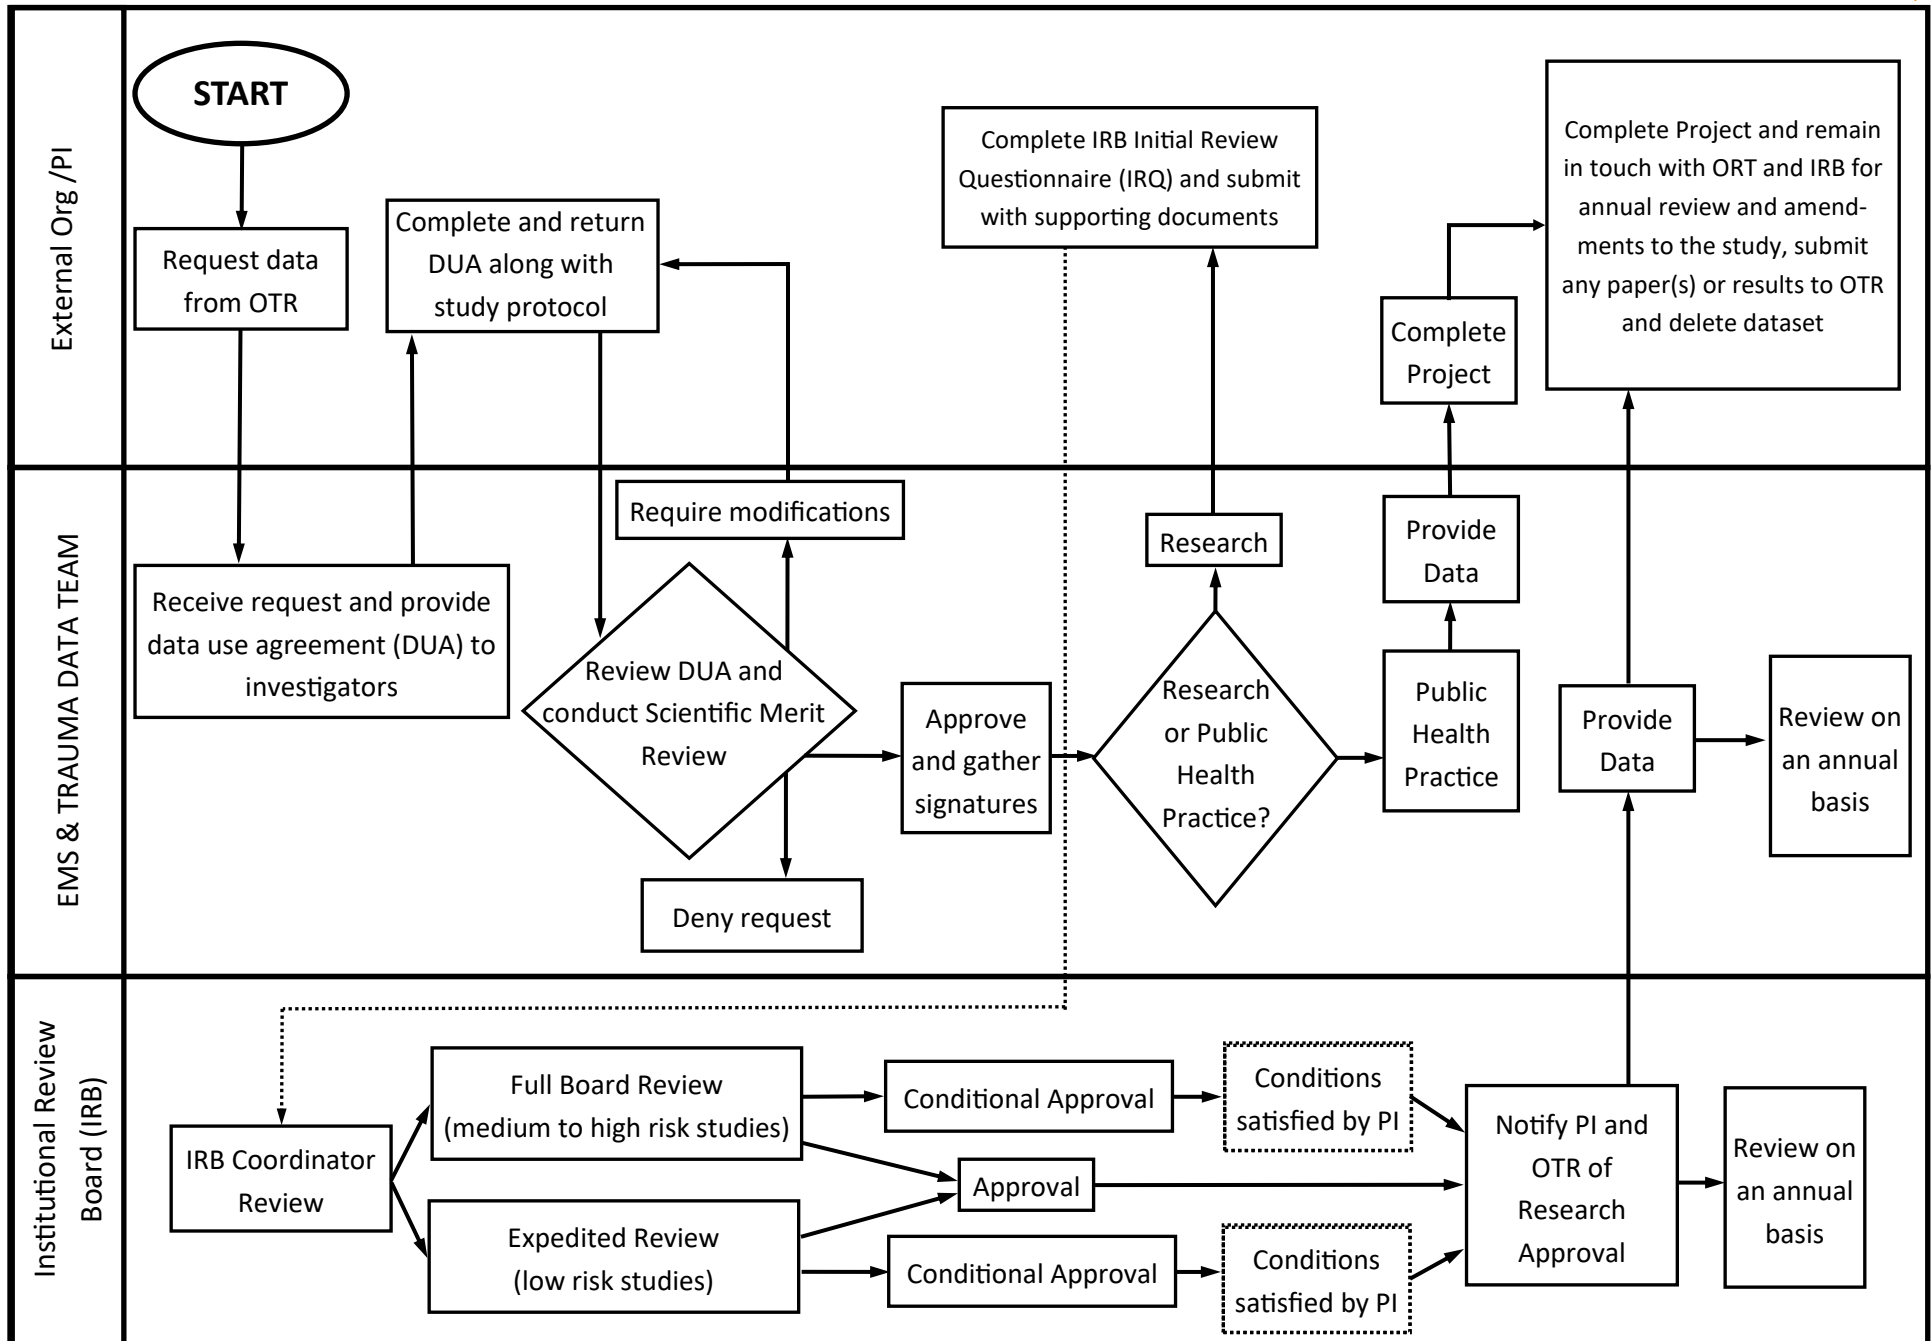 External Org /PI
START
Request data
from OTR
Complete and return
DUA along with
study protocol
Complete IRB Initial Review
Questionnaire (IRQ) and submit
with supporting documents
Complete
Project
Complete Project and remain
in touch with ORT and IRB for
annual review and amend-
ments to the study, submit
any paper(s) or results to OTR
and delete dataset
EMS & TRAUMA DATA TEAM
Receive request and provide
data use agreement (DUA) to
investigators
Require modifications
Review DUA and
conduct Scientific Merit
Review
Deny request
Approve
and gather
signatures
Research
Research
or Public
Health
Practice?
Provide
Data
Public
Health
Practice
Provide
Data
Review on
an annual
basis
Institutional Review
Board (IRB)
IRB Coordinator
Review
Full Board Review
(medium to high risk studies)
Expedited Review
(low risk studies)
Conditional Approval
Approval
Conditional Approval
Conditions
satisfied by PI
Conditions
satisfied by PI
Notify PI and
OTR of
Research
Approval
Review on
an annual
basis